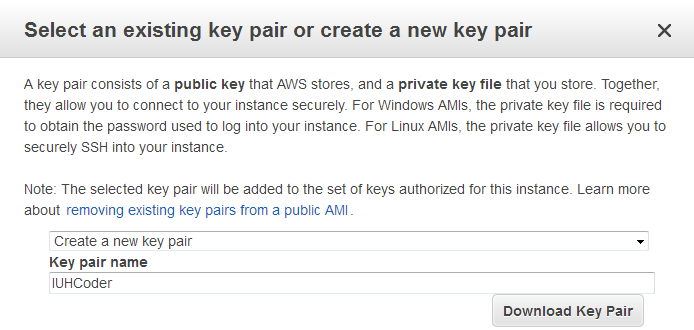 Select an existing key pair or create a new key pair
A key pair consists of a public key that AWS stores, and a private key file that you store. Together,
they allow you to connect to your instance securely. For Windows AMIs, the private key file is required
to obtain the password used to log into your instance. For Linux AMIs, the private key file allows you to
securely SSH into your instance.
Note: The selected key pair will be added to the set of keys authorized for this instance. Learn more
about removing existing key pairs from a public AMI.
Create a new key pair
Key pair name
IUHCoder
Download Key Pair